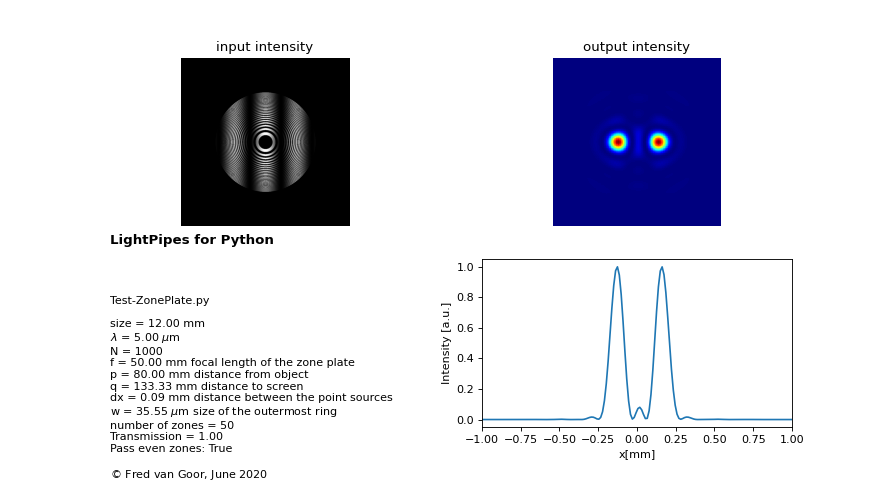 input intensity
output intensity
LightPipes for Python
Test-ZonePlate.py
size = 12.00 mm
λ = 5.00 μm
N = 1000
f = 50.00 mm focal length of the zone plate
p = 80.00 mm distance from object
q = 133.33 mm distance to screen
dx = 0.09 mm distance between the point sources
w = 35.55 μm size of the outermost ring
number of zones = 50
Transmission = 1.00
Pass even zones: True
© Fred van Goor, June 2020
Intensity [a.u.]
1.0
0.8
0.6
0.4
0.2
0.0
−1.00 −0.75 −0.50 −0.25 0.00 0.25 0.50 0.75 1.00
x[mm]